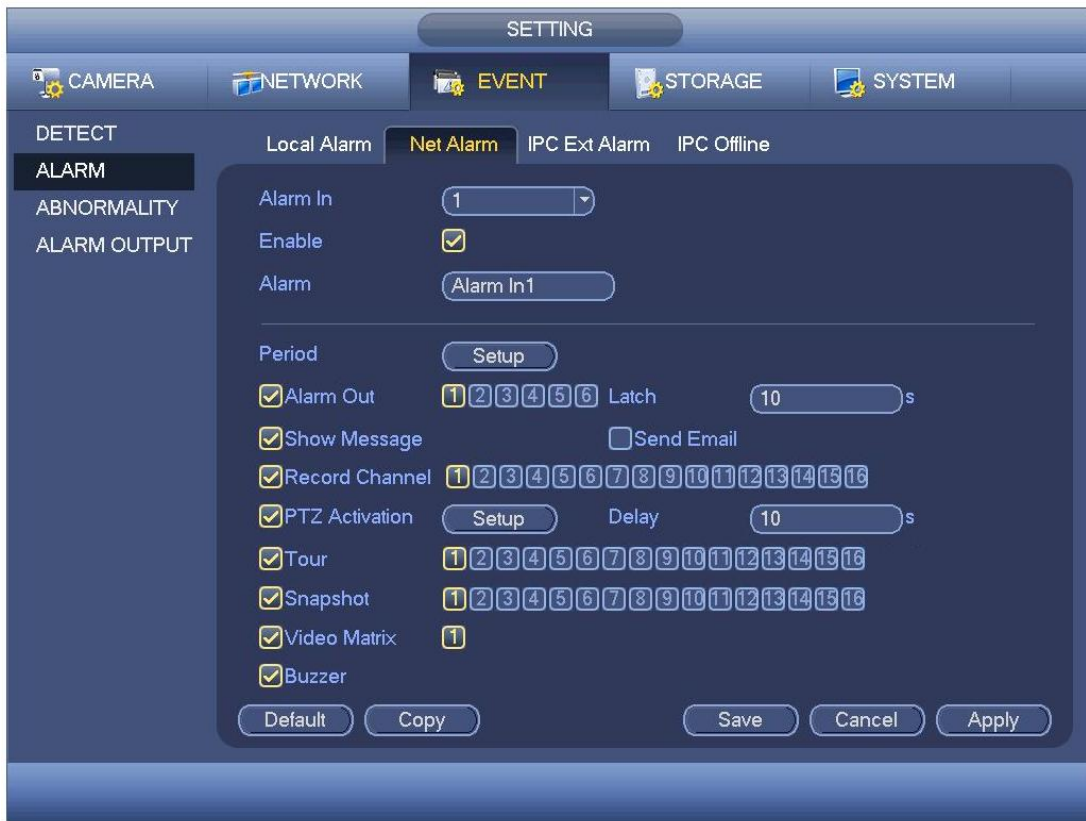 SETTING
CAMERA NETWORK EVENT STORAGE SYSTEM
DETECT
ALARM
ABNORMALITY
ALARM OUTPUT
Local Alarm Net Alarm IPC Ext Alarm IPC Offline
Alarm In 1
Enable
Alarm Alarm In1
Period Setup
Alarm Out 1 2 3 4 5 6 Latch 10 s
Show Message Send Email
Record Channel 1 2 3 4 5 6 7 8 9 10 11 12 13 14 15 16
PTZ Activation Setup Delay 10 s
Tour 1 2 3 4 5 6 7 8 9 10 11 12 13 14 15 16
Snapshot 1 2 3 4 5 6 7 8 9 10 11 12 13 14 15 16
Video Matrix 1
Buzzer
Default Copy Save Cancel Apply